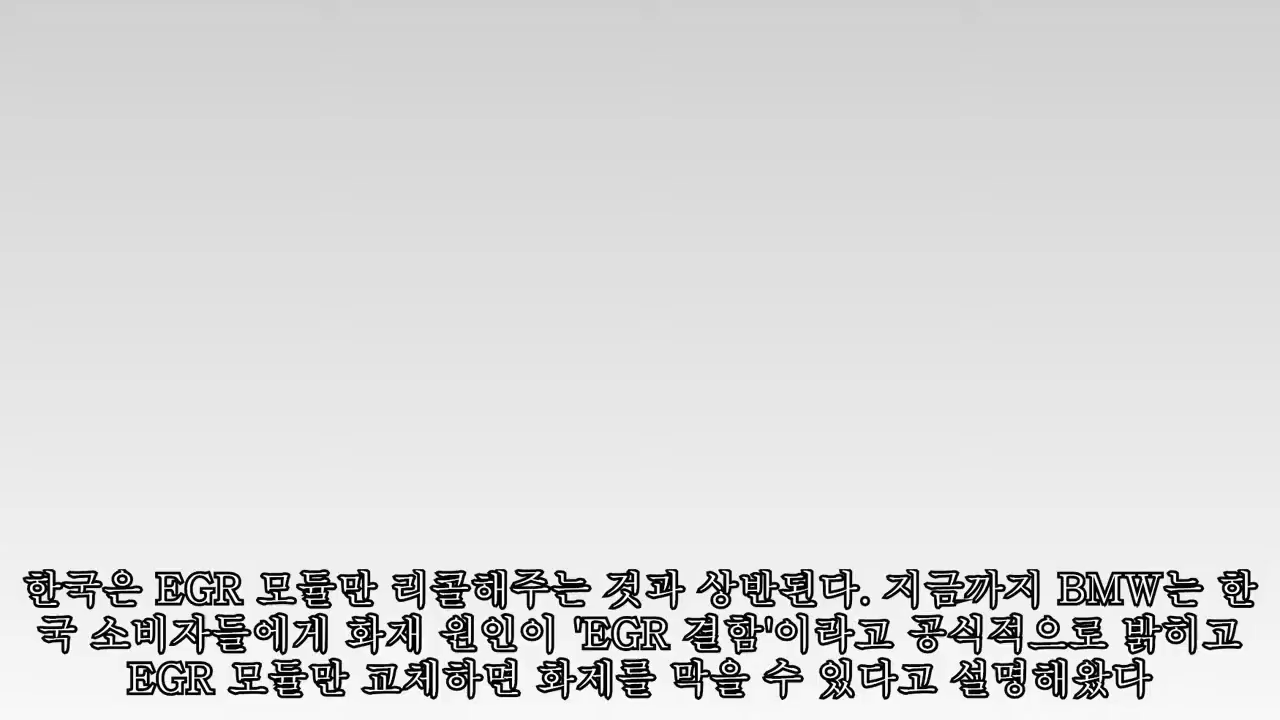 한국은 EGR 모듈만 리콜해주는 것과 상반된다. 지금까지 BMW는 한
국 소비자들에게 화재 원인이 'EGR 결함'이라고 공식적으로 밝히고
EGR 모듈만 교체하면 화제를 막을 수 있다고 설명해왔다